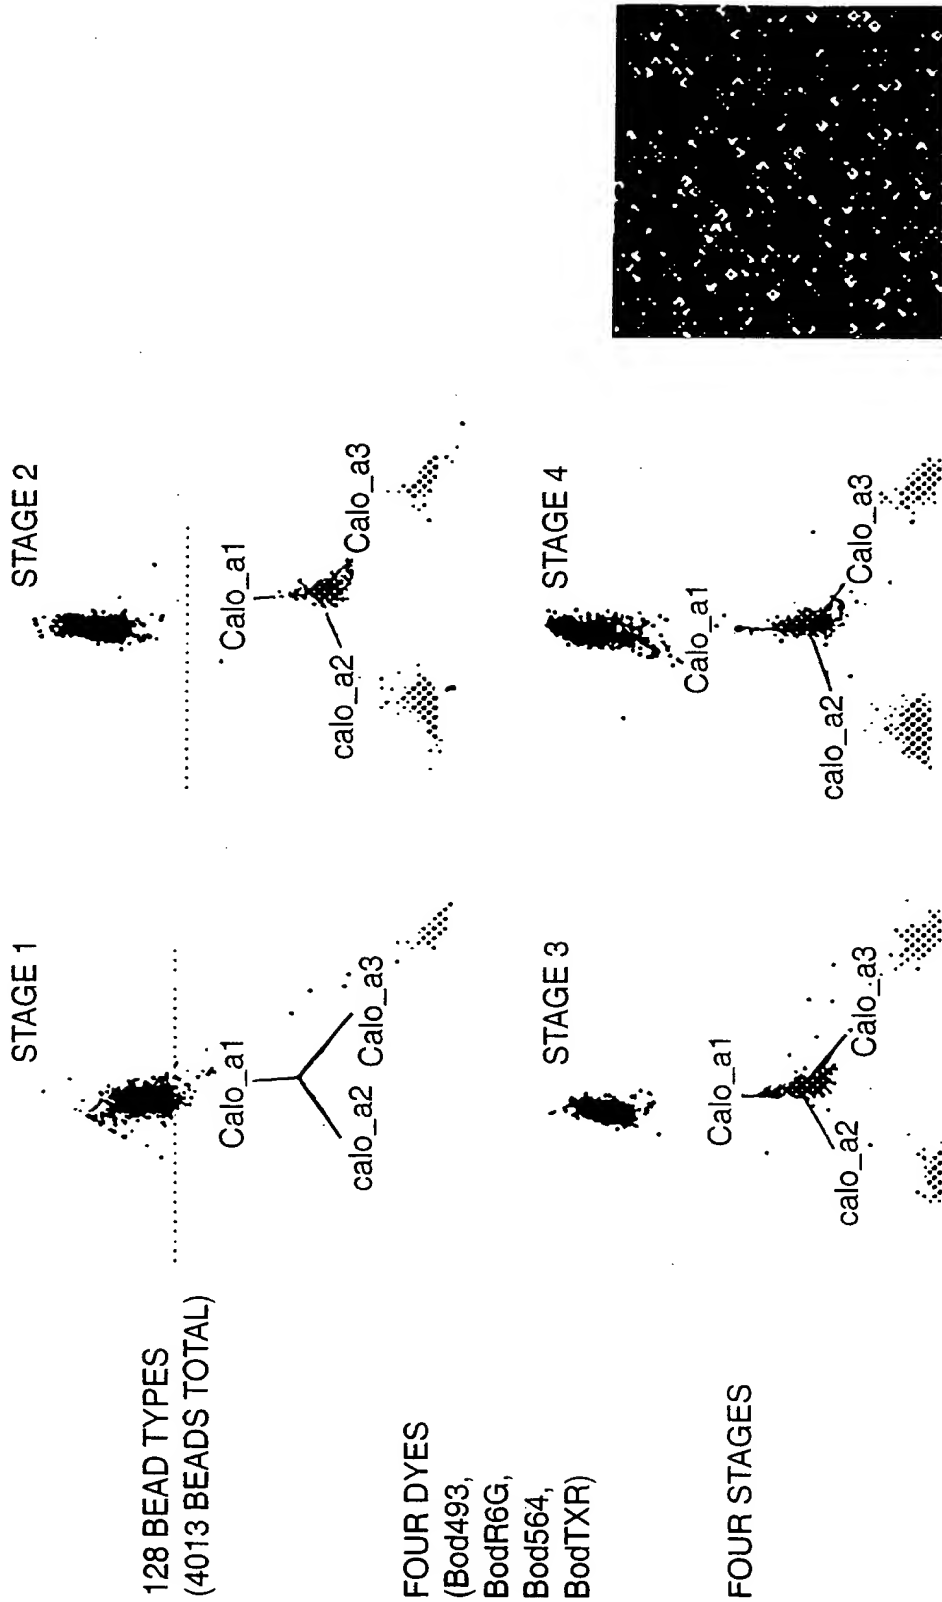 128 BEAD TYPES
(4013 BEADS TOTAL)
FOUR DYES
(Bod493,
BodR6G,
Bod564,
BodTXR)
FOUR STAGES
STAGE 1
Calo_a1
calo_a2
Calo_a3
STAGE 2
Calo_a1
calo_a2
Calo_a3
STAGE 3
Calo_a1
calo_a2
Calo_a3
STAGE 4
Calo_a1
calo_a2
Calo_a3